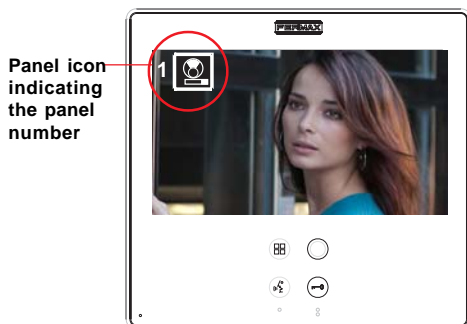 FERMAX
Panel icon
indicating
the panel
number
1